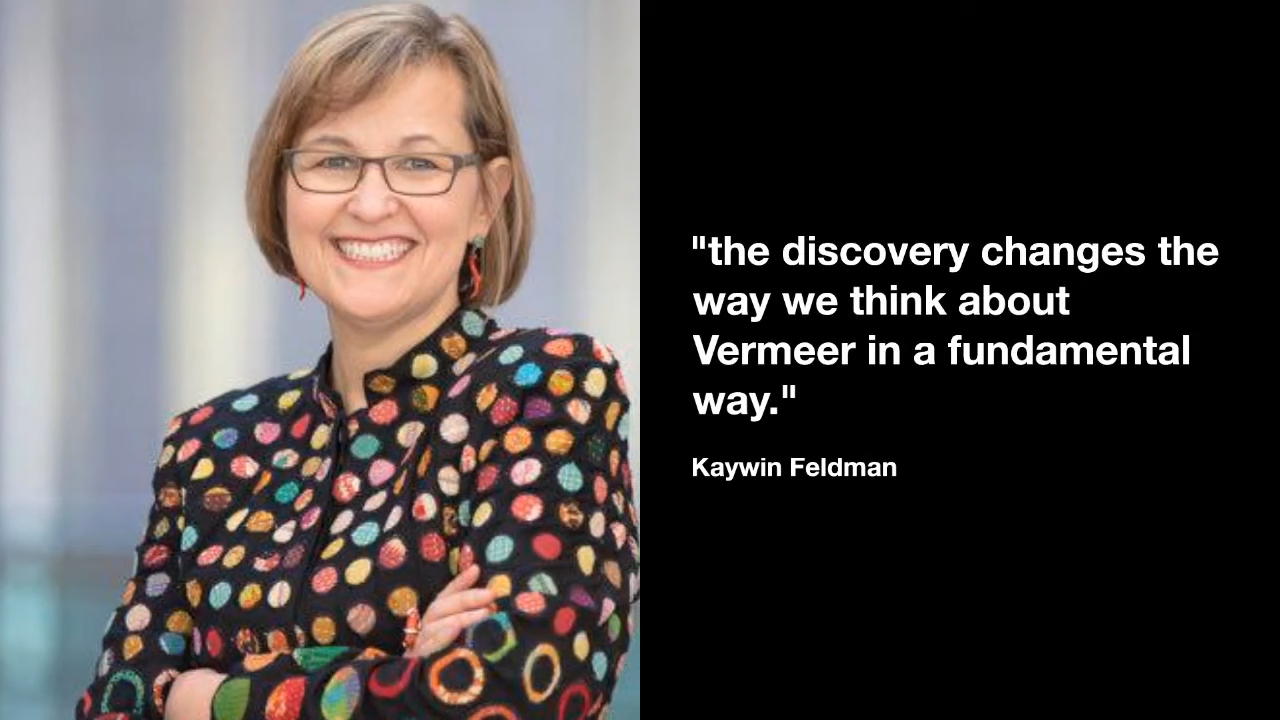 "the discovery changes the
way we think about
Vermeer in a fundamental
way."
Kaywin Feldman